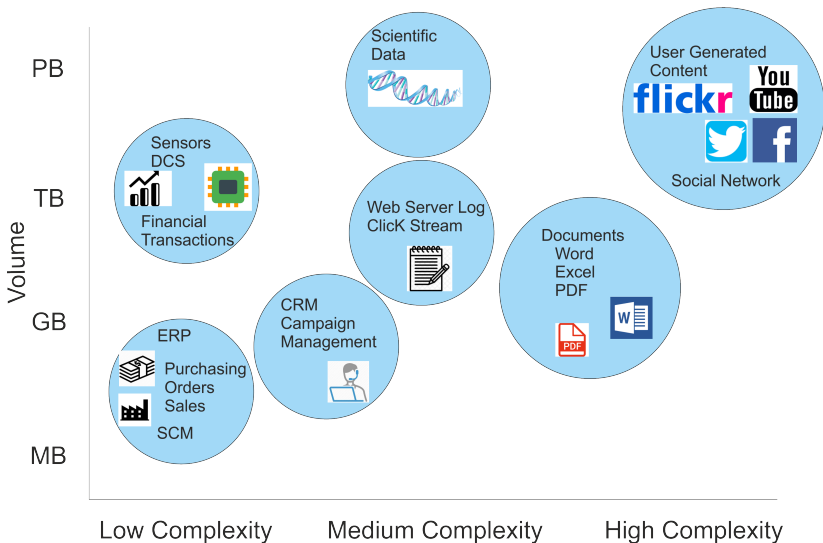 Scientific
Data
User Generated
Content
flickr
You
Tube
f
Social Network
PB
Sensors
DCS
Financial
Transactions
TB
Volume
Web Server Log
ClicK Stream
Documents
Word
Excel
PDF
W
PDF
CRM
Campaign
Management
GB
ERP
Purchasing
Orders
Sales
SCM
MB
Low Complexity
Medium Complexity
High Complexity